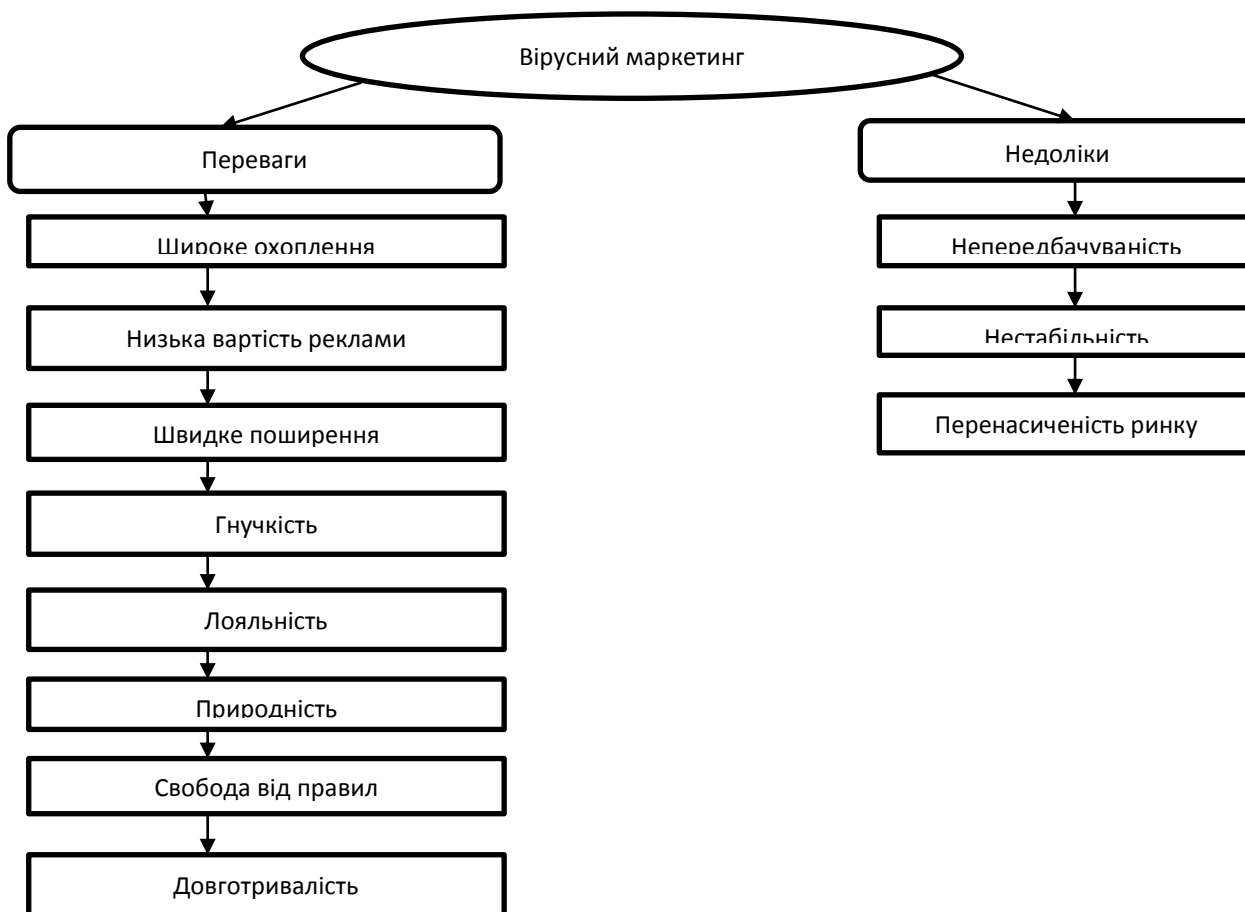 Вірусний маркетинг
Переваги
Широке охоплення
Низька вартість реклами
Швидке поширення
Гнучкість
Лояльність
Природність
Свобода від правил
Довготривалість
Недоліки
Непередбачуваність
Нестабільність
Перенасиченість ринку